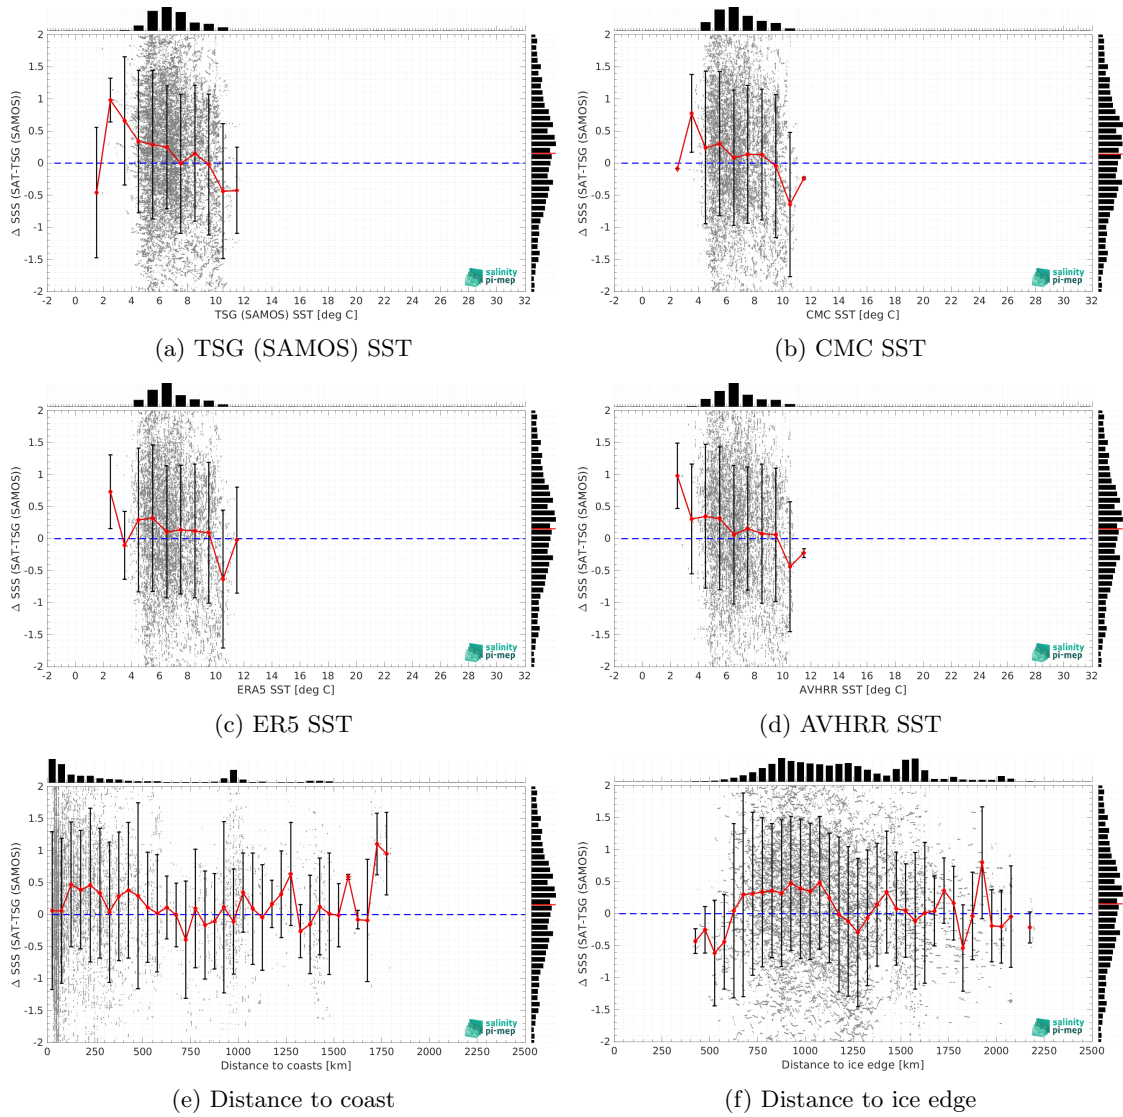 2
1.5
1
0.5
0
-0.5
-1
-1.5
-2
Δ SSS (SAT-TSG (SAMOS))
salinity
pi-mep
-2 0 2 4 6 8 10 12 14 16 18 20 22 24 26 28 30 32
TSG (SAMOS) SST [deg C]
(a) TSG (SAMOS) SST
2
1.5
1
0.5
0
-0.5
-1
-1.5
-2
Δ SSS (SAT-TSG (SAMOS))
salinity
pi-mep
-2 0 2 4 6 8 10 12 14 16 18 20 22 24 26 28 30 32
CMC SST [deg C]
(b) CMC SST
2
1.5
1
0.5
0
-0.5
-1
-1.5
-2
Δ SSS (SAT-TSG (SAMOS))
salinity
pi-mep
-2 0 2 4 6 8 10 12 14 16 18 20 22 24 26 28 30 32
ERA5 SST [deg C]
(c) ER5 SST
2
1.5
1
0.5
0
-0.5
-1
-1.5
-2
Δ SSS (SAT-TSG (SAMOS))
salinity
pi-mep
-2 0 2 4 6 8 10 12 14 16 18 20 22 24 26 28 30 32
AVHRR SST [deg C]
(d) AVHRR SST
2
1.5
1
0.5
0
-0.5
-1
-1.5
-2
Δ SSS (SAT-TSG (SAMOS))
salinity
pi-mep
0 250 500 750 1000 1250 1500 1750 2000 2250 2500
Distance to coasts [km]
(e) Distance to coast
2
1.5
1
0.5
0
-0.5
-1
-1.5
-2
Δ SSS (SAT-TSG (SAMOS))
salinity
pi-mep
0 250 500 750 1000 1250 1500 1750 2000 2250 2500
Distance to ice edge [km]
(f) Distance to ice edge